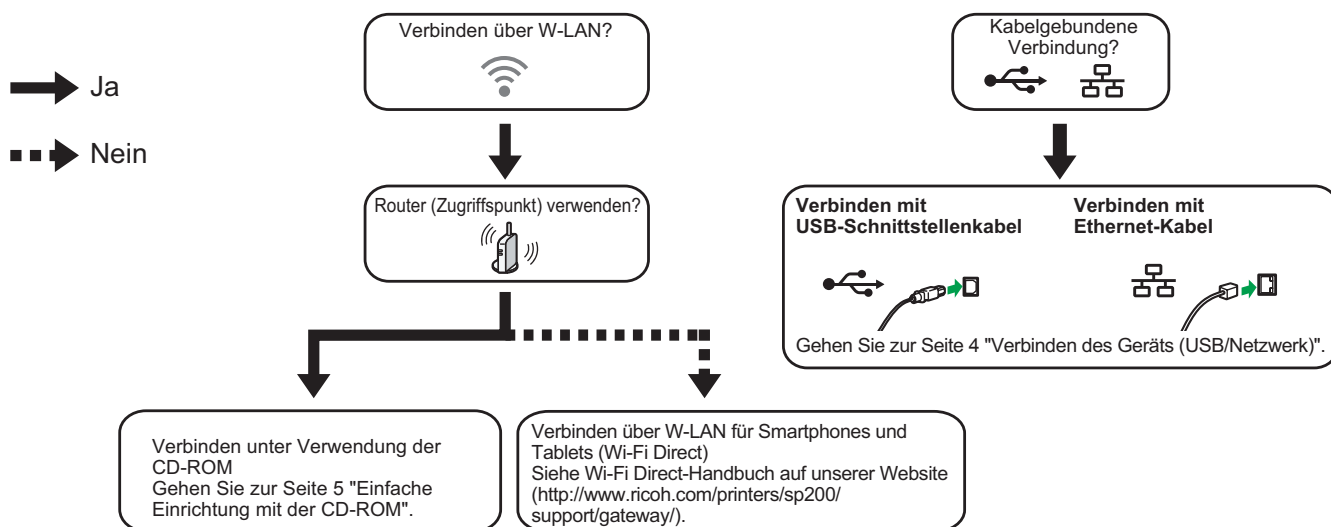 Ja
Nein
Verbinden über W-LAN?
Router (Zugriffspunkt) verwenden?
Verbinden unter Verwendung der
CD-ROM
Gehen Sie zur Seite 5 "Einfache
Einrichtung mit der CD-ROM".
Verbinden über W-LAN für Smartphones und
Tablets (Wi-Fi Direct)
Siehe Wi-Fi Direct-Handbuch auf unserer Website
(http://www.ricoh.com/printers/sp200/
support/gateway/).
Kabelgebundene
Verbindung?
Verbinden mit
USB-Schnittstellenkabel
Verbinden mit
Ethernet-Kabel
Gehen Sie zur Seite 4 "Verbinden des Geräts (USB/Netzwerk)".